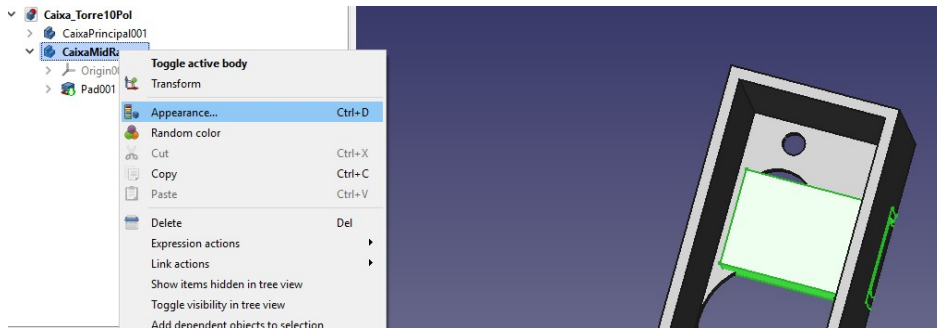 Caixa_Torre10Pol
CaixaPrincipal001
CaixaMidRa
Origin0
Pad001
Toggle active body
Transform
Appearance... Ctrl+D
Random color
Cut Ctrl+X
Copy Ctrl+C
Paste Ctrl+V
Delete Del
Expression actions
Link actions
Show items hidden in tree view
Toggle visibility in tree view
Add dependent objects to selection